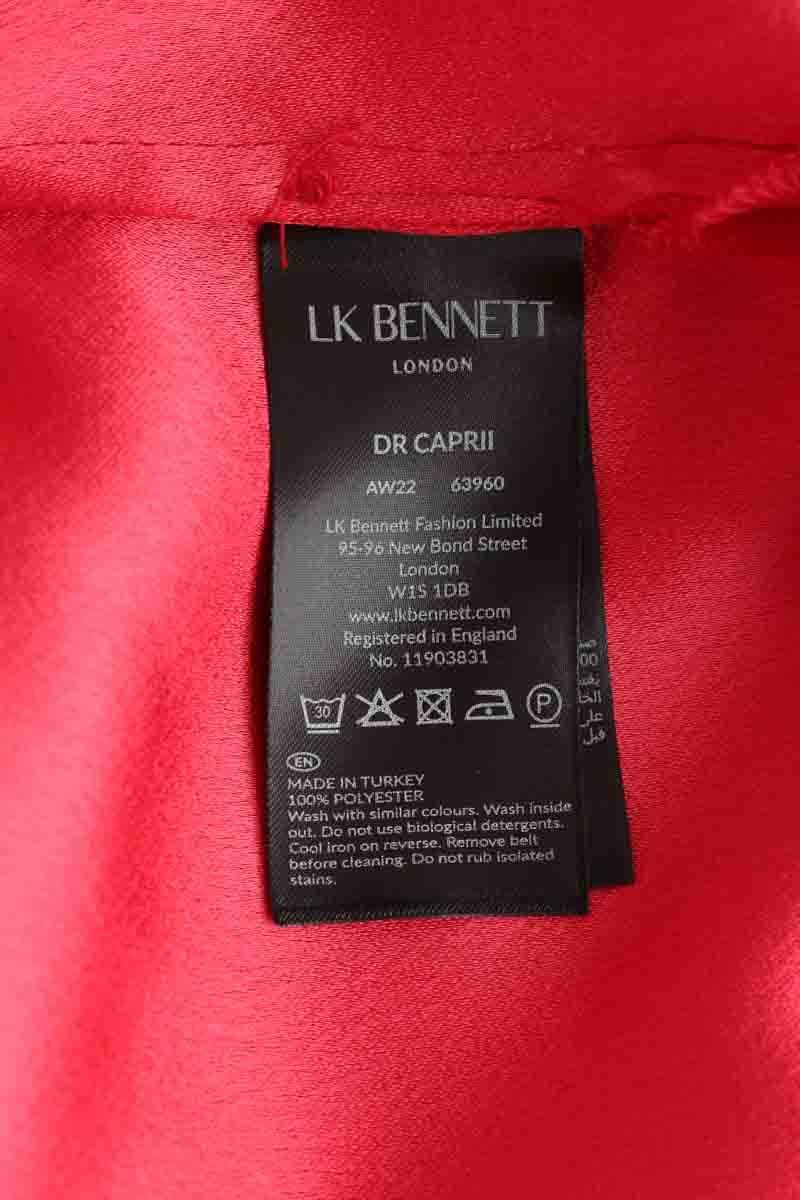 LK BENNETT
LONDON
DR CAPRII
AW22 63960
LK Bennett Fashion Limited
95-96 New Bond Street
London
W1S 1DB
www.lkbennett.com
Registered in England
No. 11903831
30 P
EN
MADE IN TURKEY
100% POLYESTER
Wash with similar colours. Wash inside
out. Do not use biological detergents.
Cool iron on reverse. Remove belt
before cleaning. Do not rub isolated
stains.
00
على
قبل